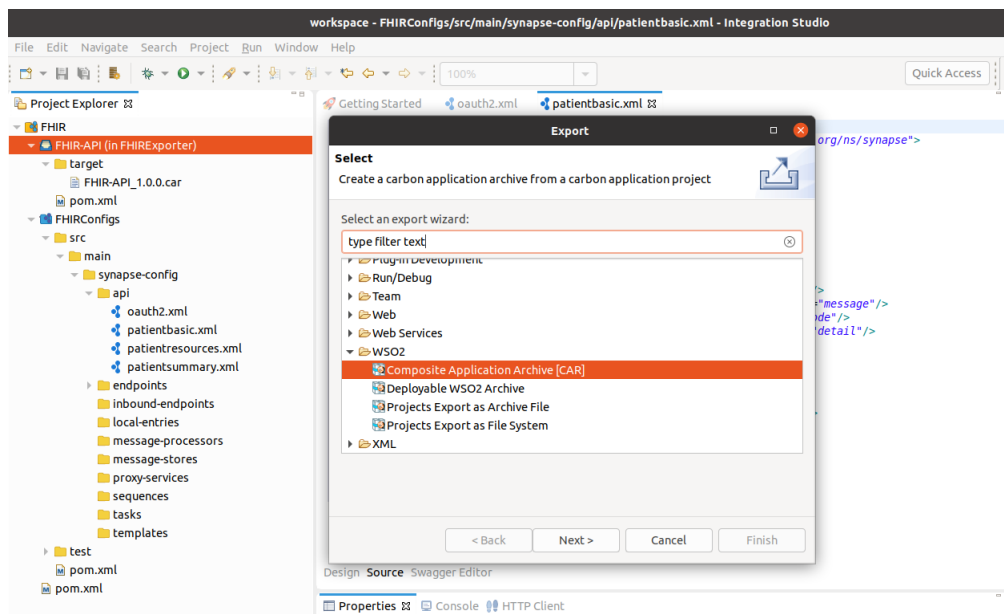 workspace - FHIRConfigs/src/main/synapse-config/api/patientbasic.xml - Integration Studio
File Edit Navigate Search Project Run Window Help
100%
Quick Access
Project Explorer
Getting Started oauth2.xml patientbasic.xml
FHIR
FHIR-API (in FHIRExporter)
target
FHIR-API_1.0.0.car
pom.xml
FHIRConfigs
src
main
synapse-config
api
oauth2.xml
patientbasic.xml
patientresources.xml
patientsummary.xml
endpoints
inbound-endpoints
local-entries
message-processors
message-stores
proxy-services
sequences
tasks
templates
test
pom.xml
pom.xml
Export
Select
Create a carbon application archive from a carbon application project
Select an export wizard:
type filter text
Plug-in Development
Run/Debug
Team
Web
Web Services
WSO2
Composite Application Archive [CAR]
Deployable WSO2 Archive
Projects Export as Archive File
Projects Export as File System
XML
< Back Next > Cancel Finish
org/ns/synapse">
/>
"message"/>
de"/>
detail"/>
Design Source Swagger Editor
Properties Console HTTP Client